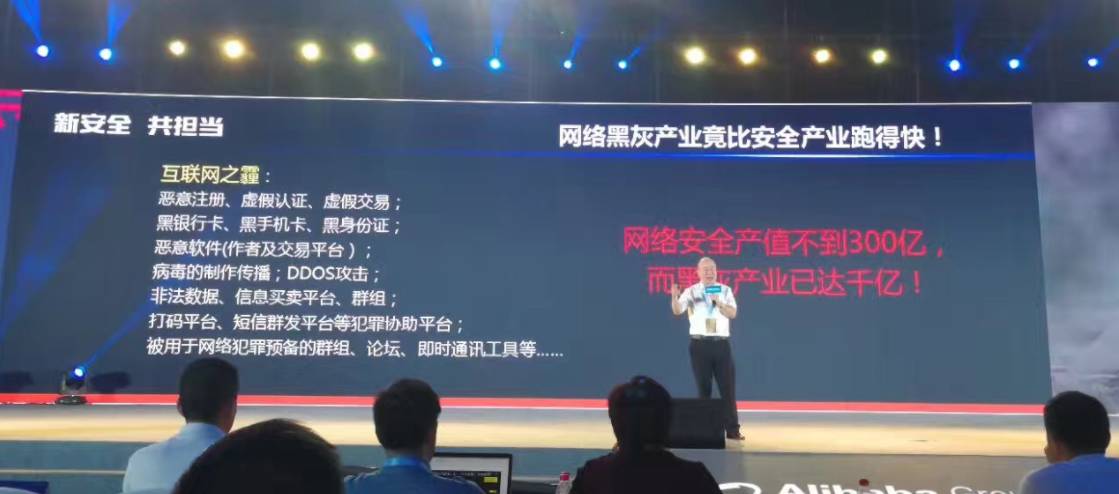 新安全 共担当
网络黑灰产业竟比安全产业跑得快！
互联网之霾：
恶意注册、虚假认证、虚假交易；
黑银行卡、黑手机卡、黑身份证；
恶意软件(作者及交易平台）；
病毒的制作传播；DDOS攻击；
非法数据、信息买卖平台、群组；
打码平台、短信群发平台等犯罪协助平台；
被用于网络犯罪预备的群组、论坛、即时通讯工具等......
网络安全产值不到300亿，
而黑灰产业已达千亿！
Alibaba Grou